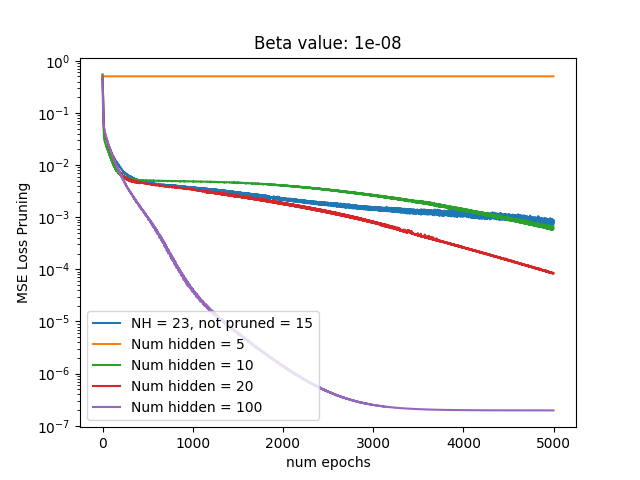 Beta value: 1e-08
MSE Loss Pruning
10^0
10^-1
10^-2
10^-3
10^-4
10^-5
10^-6
10^-7
NH = 23, not pruned = 15
Num hidden = 5
Num hidden = 10
Num hidden = 20
Num hidden = 100
0 1000 2000 3000 4000 5000
num epochs